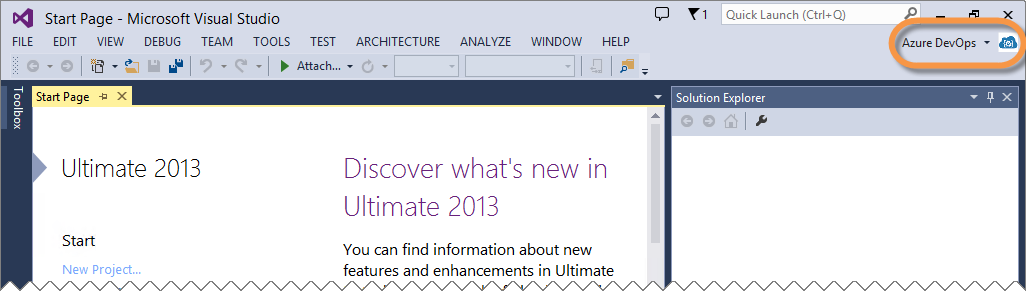 Start Page - Microsoft Visual Studio
1
Quick Launch (Ctrl+Q)
FILE EDIT VIEW DEBUG TEAM TOOLS TEST ARCHITECTURE ANALYZE WINDOW HELP
Azure DevOps
Attach...
Toolbox
Start Page
Solution Explorer
Ultimate 2013
Start
New Project...
Discover what's new in
Ultimate 2013
You can find information about new
features and enhancements in Ultimate